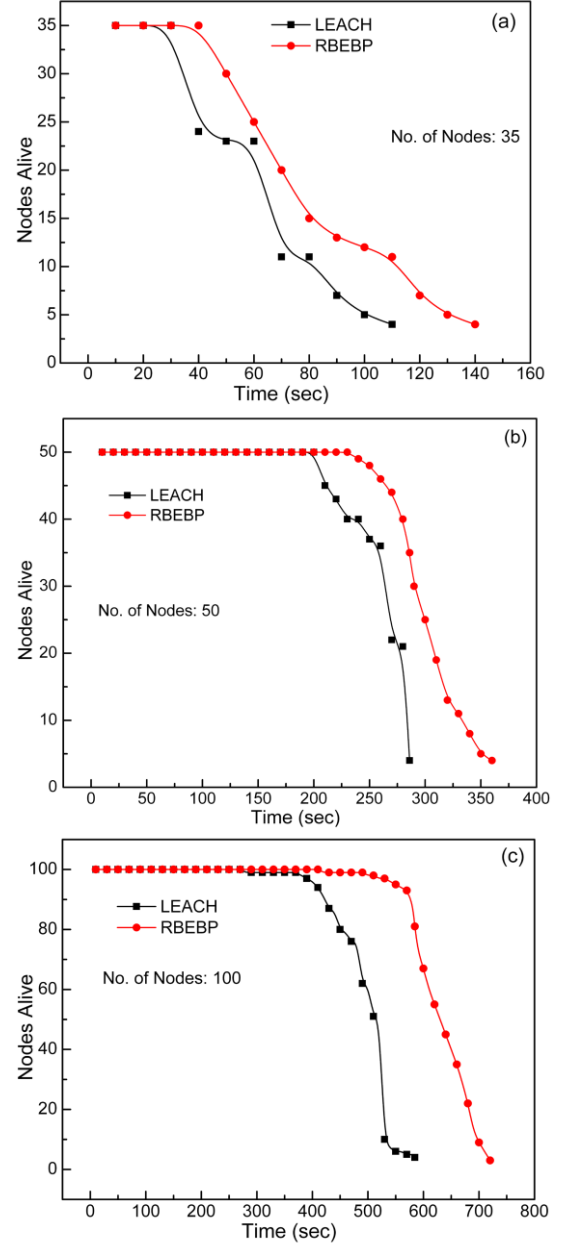 (a)
LEACH
RBEBP
No. of Nodes: 35
Nodes Alive
35
30
25
20
15
10
5
0
0 20 40 60 80 100 120 140 160
Time (sec)
(b)
LEACH
RBEBP
No. of Nodes: 50
Nodes Alive
50
40
30
20
10
0
0 50 100 150 200 250 300 350 400
Time (sec)
(c)
LEACH
RBEBP
No. of Nodes: 100
Nodes Alive
100
80
60
40
20
0
0 100 200 300 400 500 600 700 800
Time (sec)